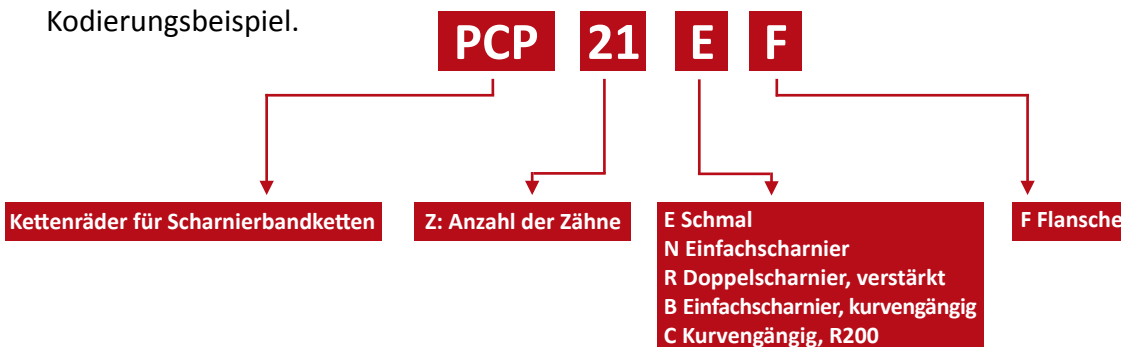 Kodierungsbeispiel.
PCP 21 E F
Kettenräder für Scharnierbandketten
Z: Anzahl der Zähne
E Schmal
N Einfachscharnier
R Doppelscharnier, verstärkt
B Einfachscharnier, kurvengängig
C Kurvengängig, R200
F Flansche